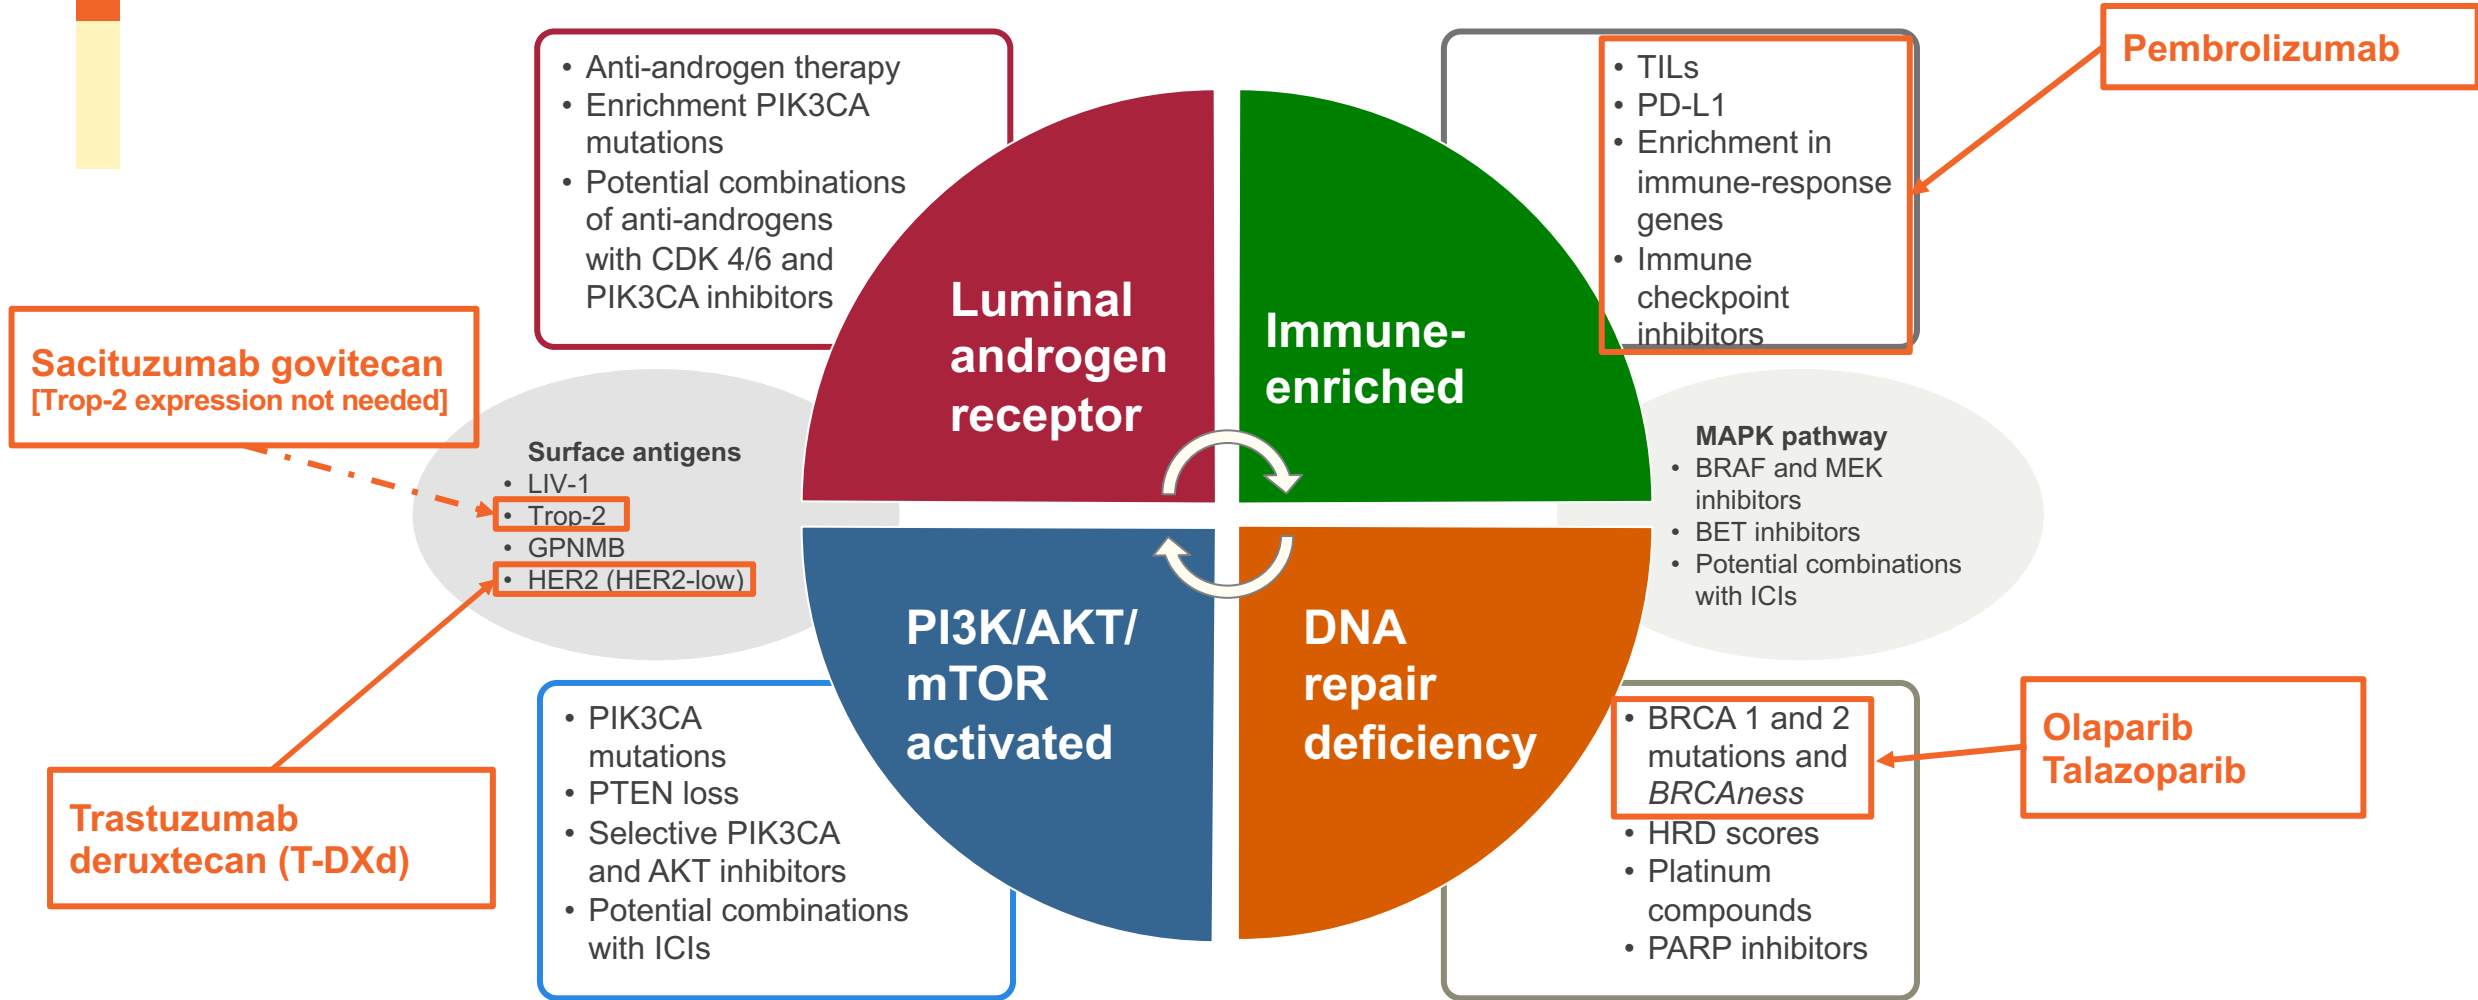 • Anti-androgen therapy
• Enrichment PIK3CA
mutations
• Potential combinations
of anti-androgens
with CDK 4/6 and
PIK3CA inhibitors
• TILs
• PD-L1
• Enrichment in
immune-response
genes
• Immune
checkpoint
inhibitors
Pembrolizumab
Luminal
androgen
receptor
Immune-
enriched
Sacituzumab govitecan
[Trop-2 expression not needed]
Surface antigens
• LIV-1
• Trop-2
• GPNMB
• HER2 (HER2-low)
MAPK pathway
• BRAF and MEK
inhibitors
• BET inhibitors
• Potential combinations
with ICIs
PI3K/AKT/
mTOR
activated
DNA
repair
deficiency
Trastuzumab
deruxtecan (T-DXd)
• PIK3CA
mutations
• PTEN loss
• Selective PIK3CA
and AKT inhibitors
• Potential combinations
with ICIs
• BRCA 1 and 2
mutations and
BRCAness
• HRD scores
• Platinum
compounds
• PARP inhibitors
Olaparib
Talazoparib